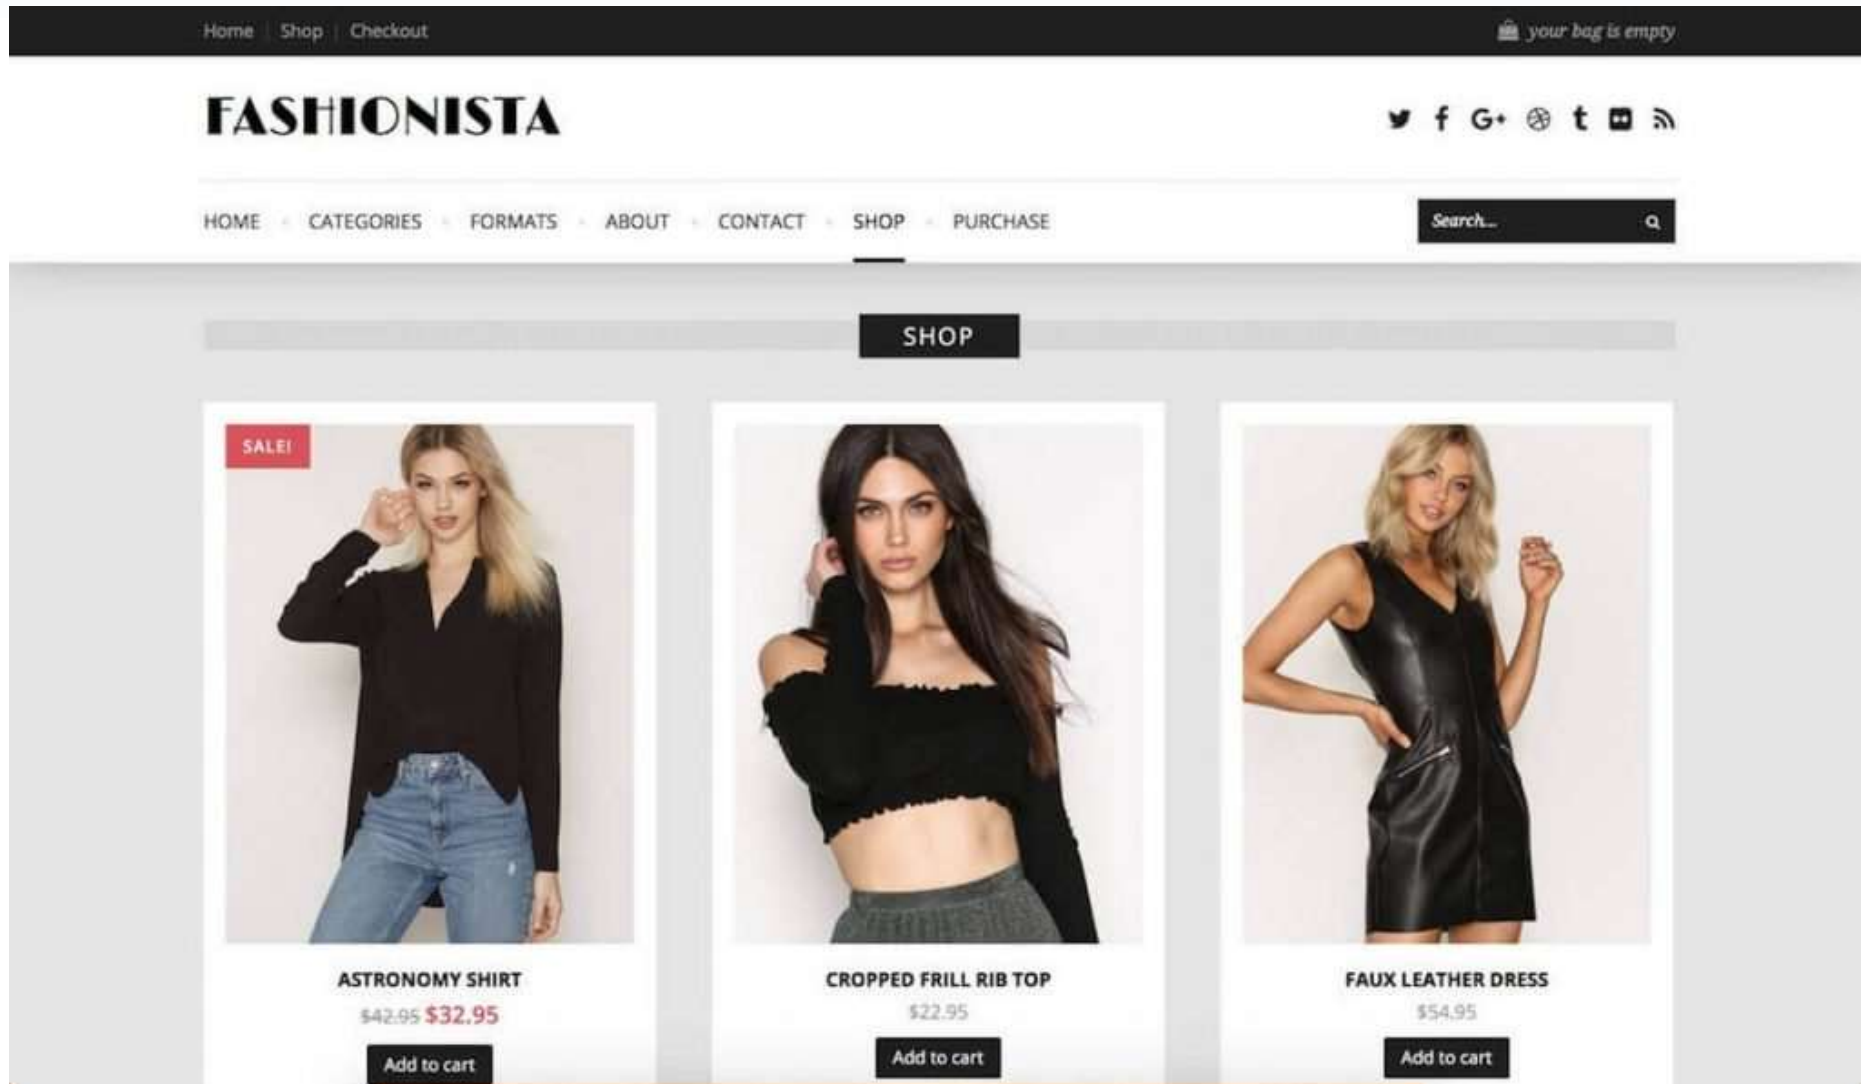 Home Shop Checkout
your bag is empty
FASHIONISTA
HOME CATEGORIES FORMATS ABOUT CONTACT SHOP PURCHASE
Search...
SHOP
SALE!
ASTRONOMY SHIRT
$42.95 $32.95
Add to cart
CROPPED FRILL RIB TOP
$22.95
Add to cart
FAUX LEATHER DRESS
$54.95
Add to cart